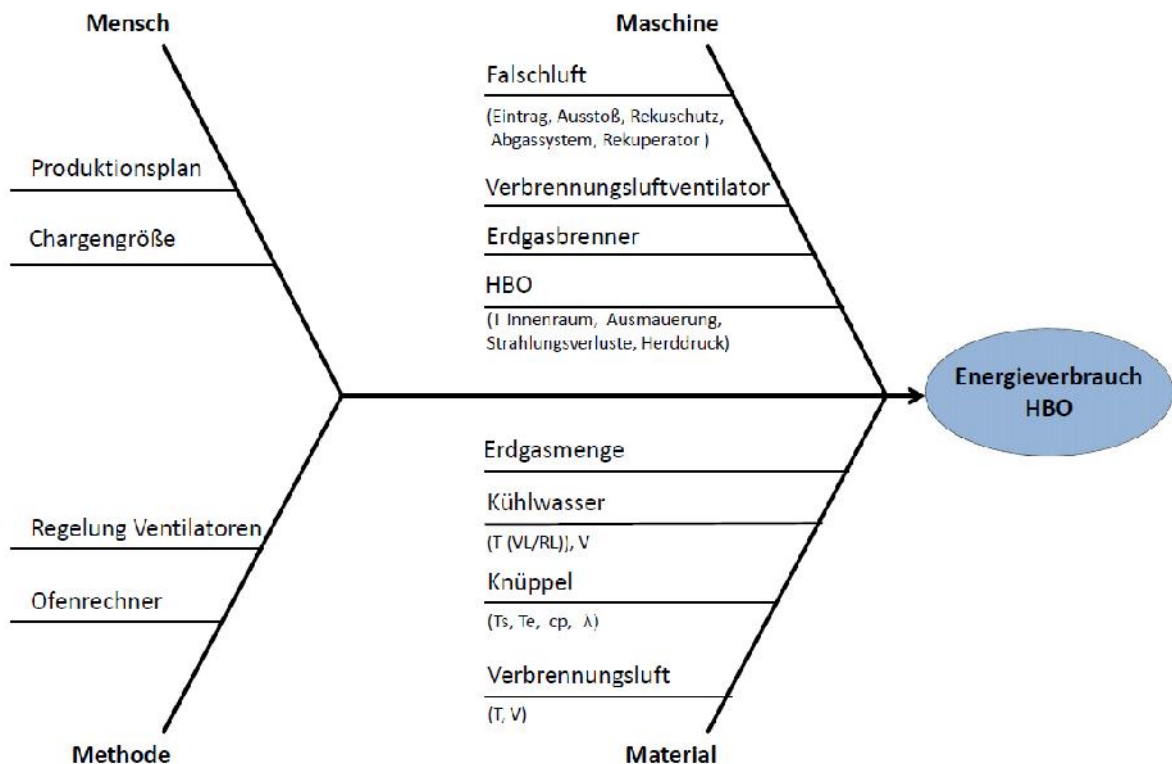 Mensch
Maschine
Falschluft
(Eintrag, Ausstoß, Rekuschutz,
Abgassystem, Rekuperator )
Produktionsplan
Verbrennungsluftventilator
Chargengröße
Erdgasbrenner
HBO
(T Innenraum, Ausmauerung,
Strahlungsverluste, Herddruck)
Energieverbrauch
HBO
Erdgasmenge
Kühlwasser
(T (VL/RL)), V
Regelung Ventilatoren
Knüppel
(Ts, Te, cp, λ)
Ofenrechner
Verbrennungsluft
(T, V)
Methode
Material